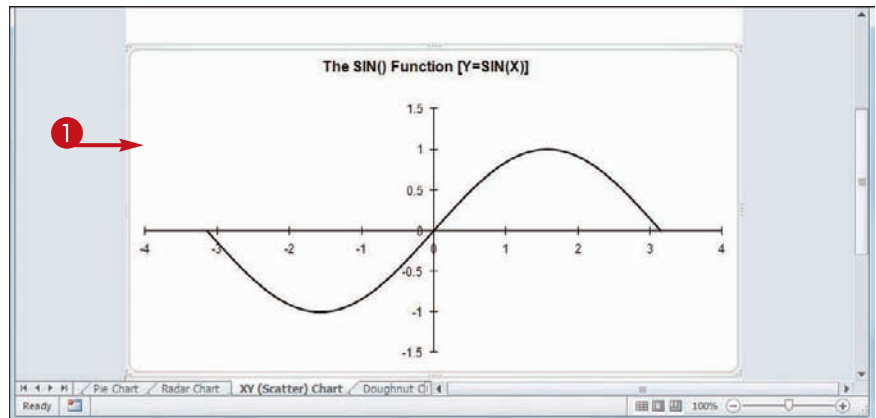 The SIN() Function [Y=SIN(X)]
1.5
1
1
0.5
0
-4 -3 -2 -1 0 1 2 3 4
-0.5
-1
-1.5
Pie Chart Radar Chart XY (Scatter) Chart Doughnut C
Ready 100%